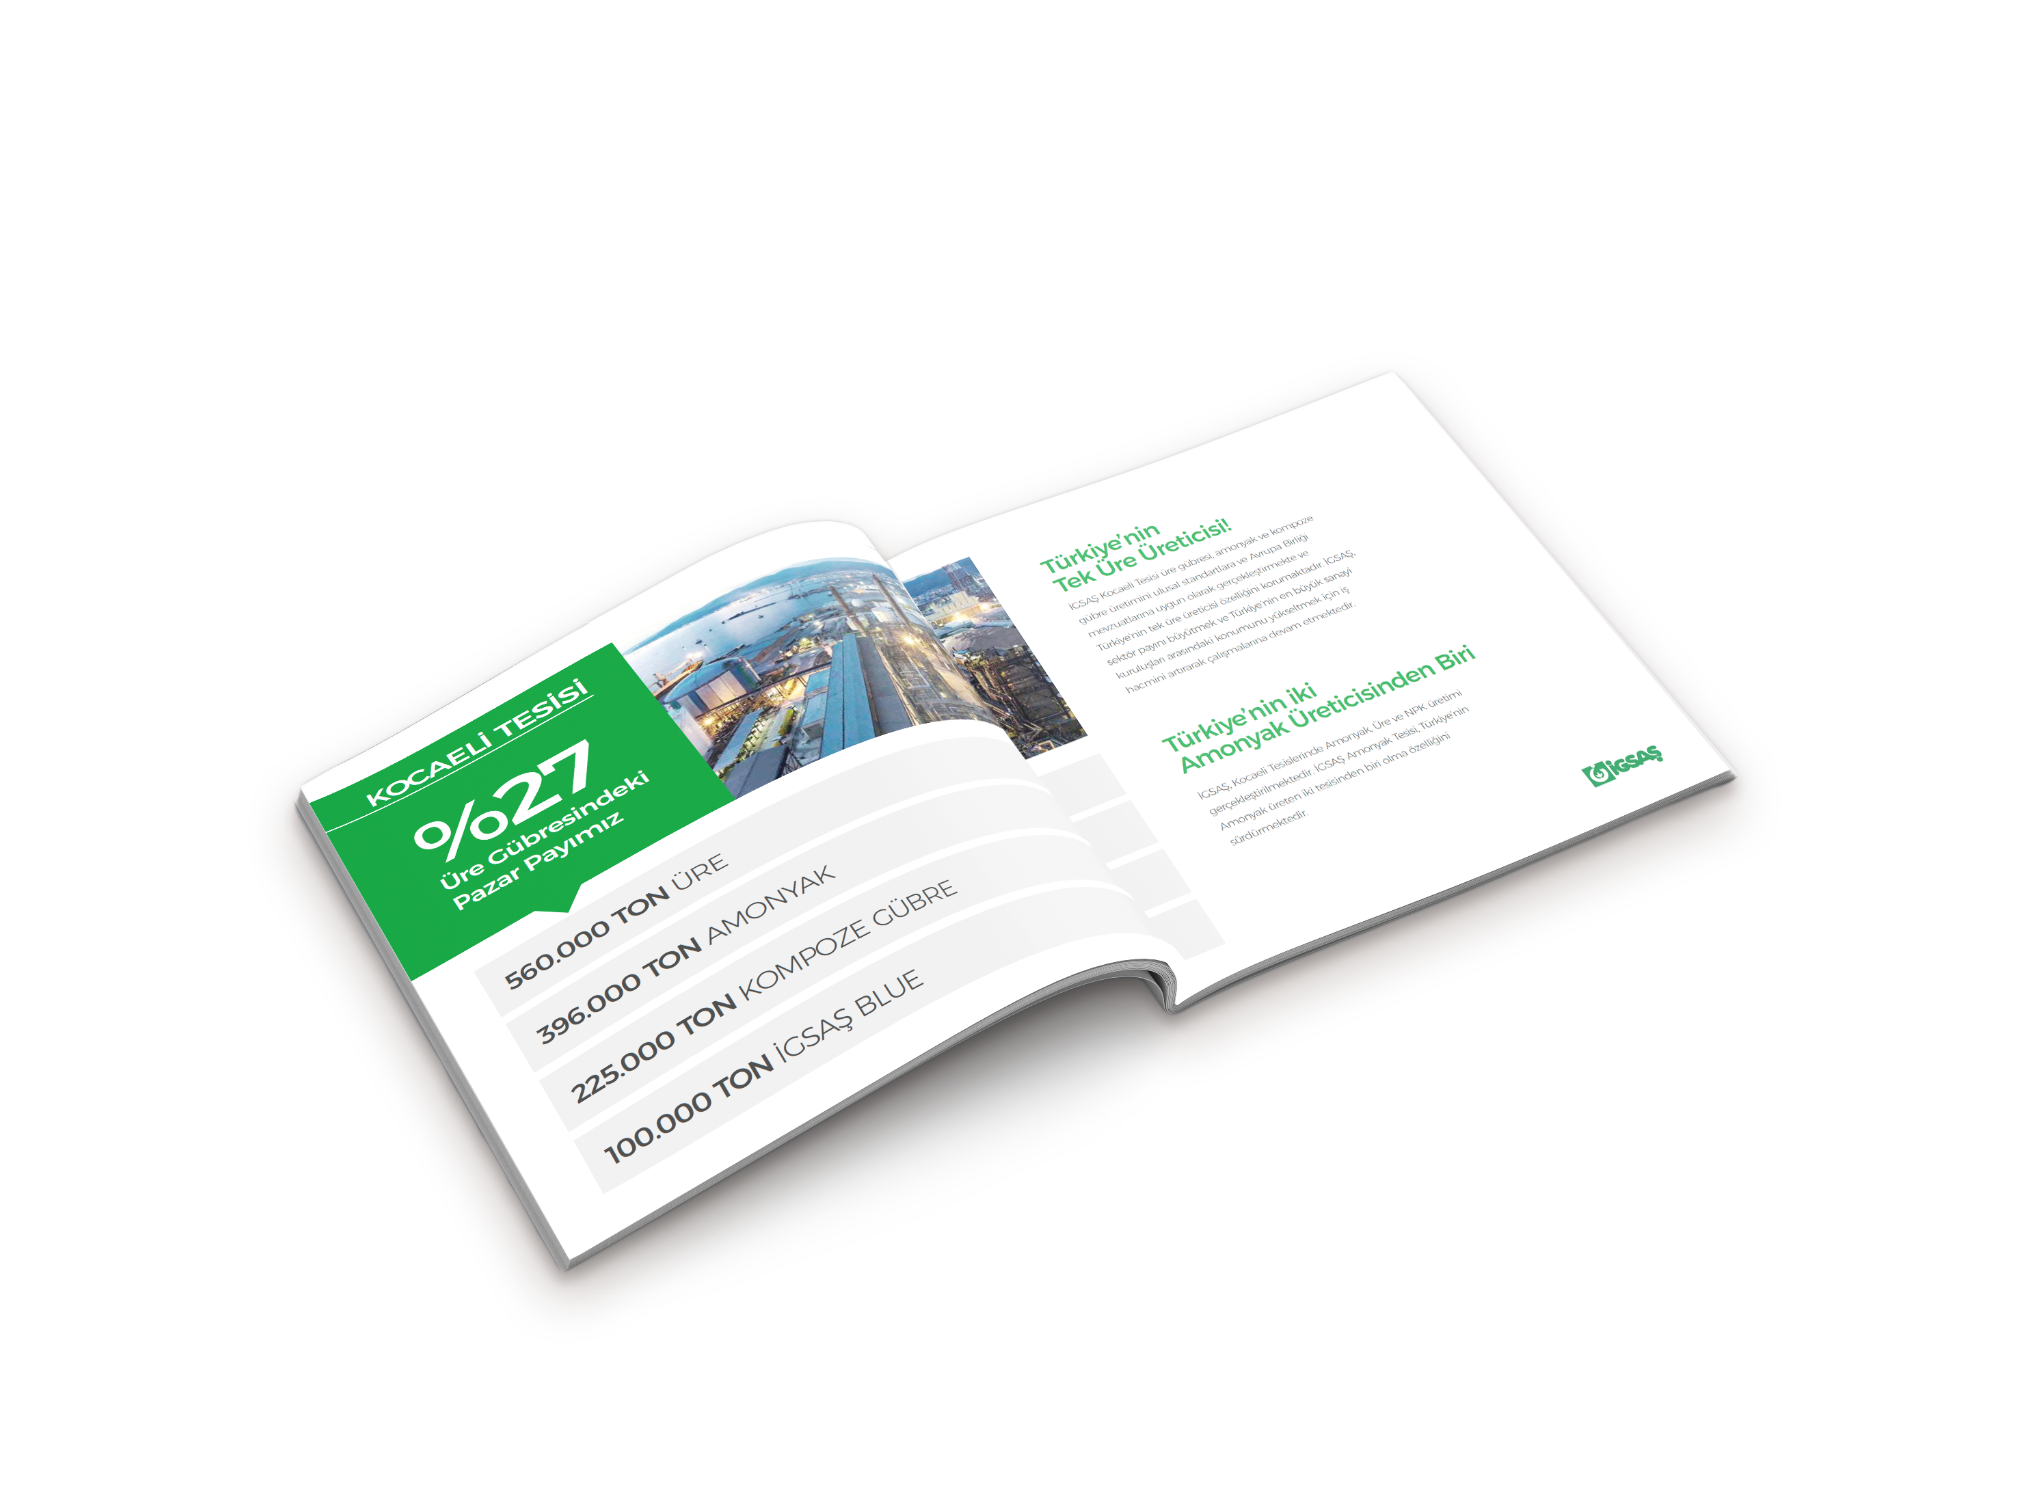 KOCAELİ TESİSİ
%27
Üre Gübresindeki
Pazar Payımız
560.000 TON ÜRE
396.000 TON AMONYAK
225.000 TON KOMPOZE GÜBRE
100.000 TON İGSAŞ BLUE
Türkiye'nin
Tek Üre Üreticisi!
İGSAŞ Kocaeli Tesisi üre gübresi, amonyak ve kompoze
gübre üretimini ulusal standartlara ve Avrupa Birliği
mevzuatlarına uygun olarak gerçekleştirmekte ve
Türkiye'nin tek üre üreticisi özelliğini korumaktadır. İGSAŞ,
sektör payını büyütmek ve Türkiye'nin en büyük sanayi
kuruluşları arasındaki konumunu yükseltmek için iş
hacmini artırarak çalışmalarına devam etmektedir.
Türkiye'nin iki
Amonyak Üreticisinden Biri
İGSAŞ, Kocaeli Tesislerinde Amonyak, Üre ve NPK üretimi
gerçekleştirilmektedir. İGSAŞ Amonyak Tesisi, Türkiye'nin
Amonyak üreten iki tesisinden biri olma özelliğini
sürdürmektedir.
İGSAŞ